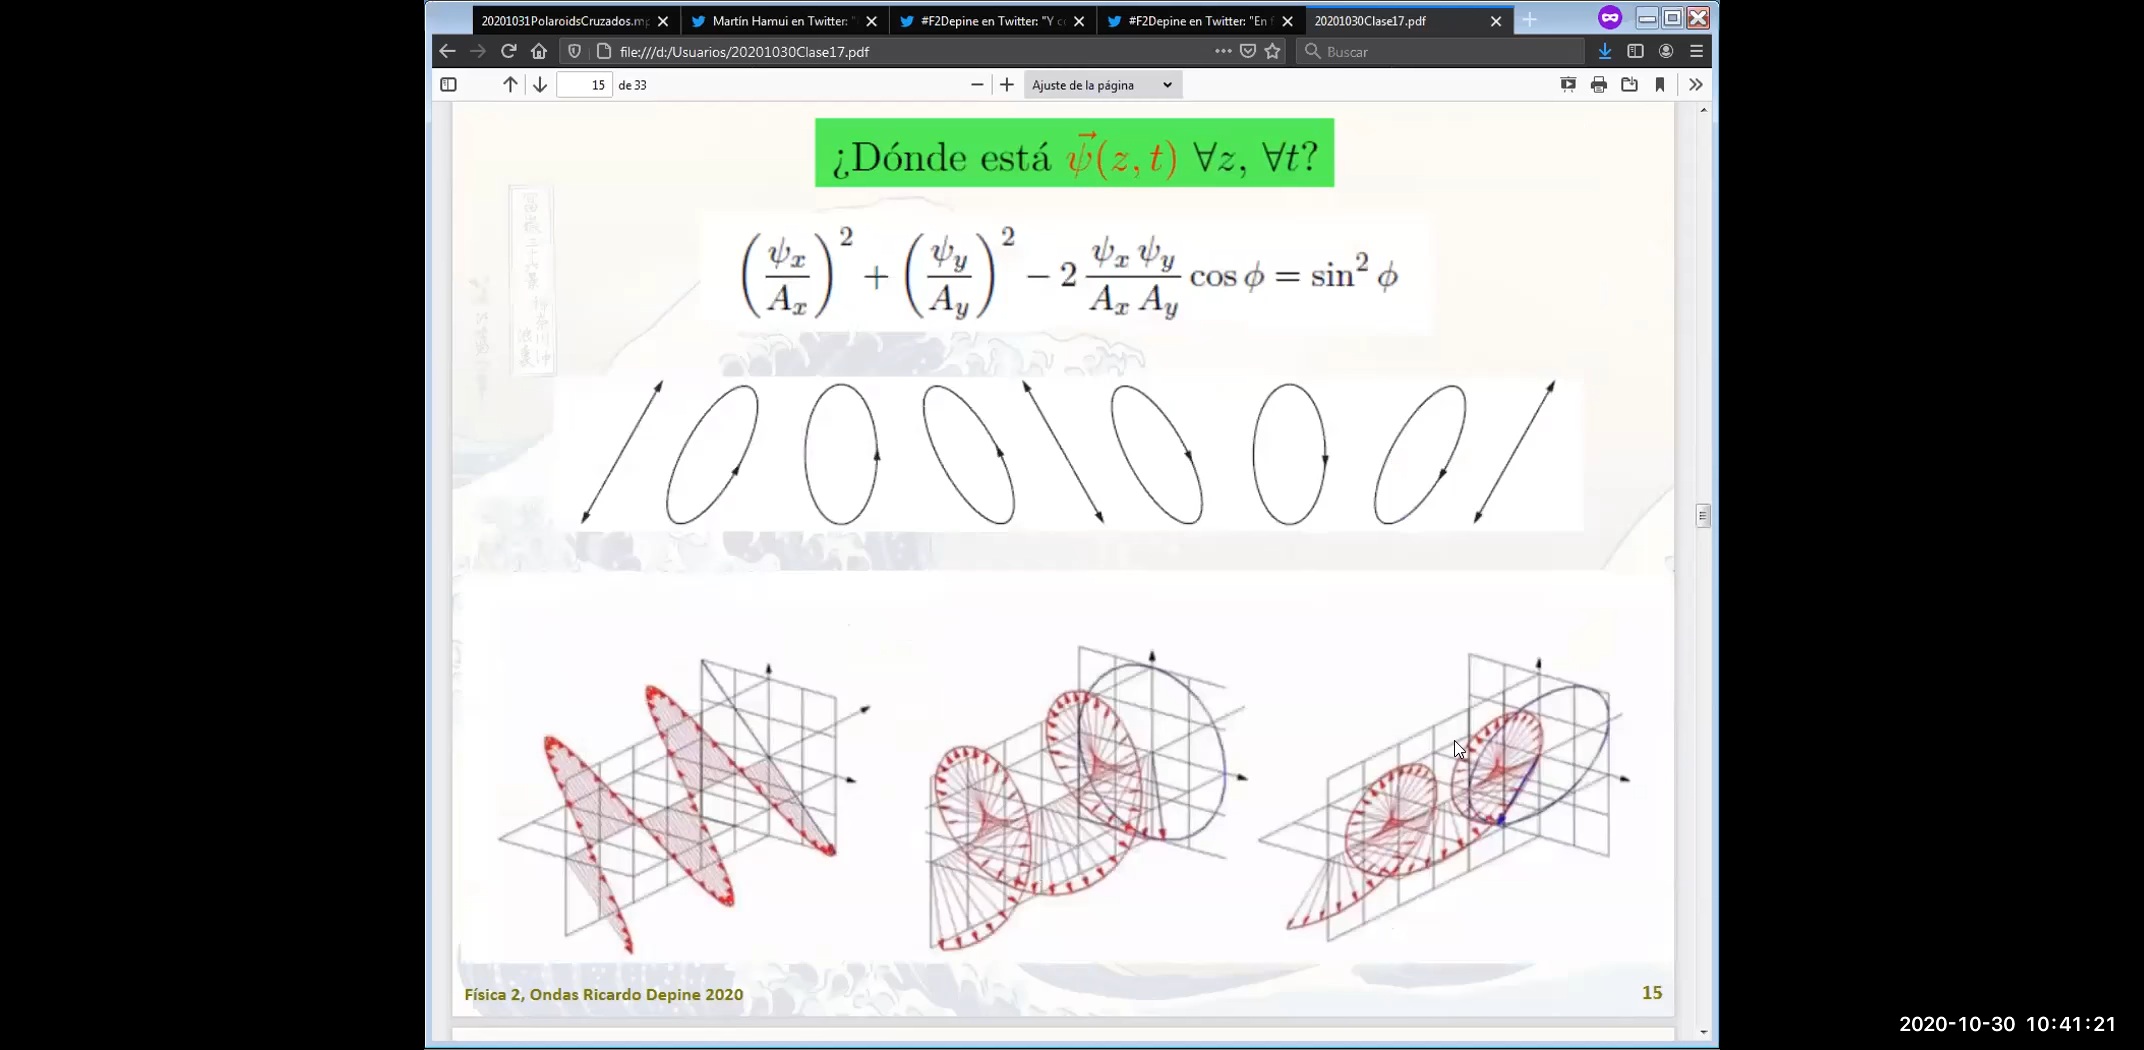 20201031PolaroidsCruzados.mp
Martín Hamui en Twitter: "
#F2Depine en Twitter: "Y c
#F2Depine en Twitter: "En f
20201030Clase17.pdf
file:///d:/Usuarios/20201030Clase17.pdf
Buscar
15 de 33
Ajuste de la página
¿Dónde está ψ⃗(z, t) ∀z, ∀t?
(ψx/Ax)² + (ψy/Ay)² − 2 (ψx ψy)/(Ax Ay) cos ϕ = sin² ϕ
Física 2, Ondas Ricardo Depine 2020
15
2020-10-30 10:41:21